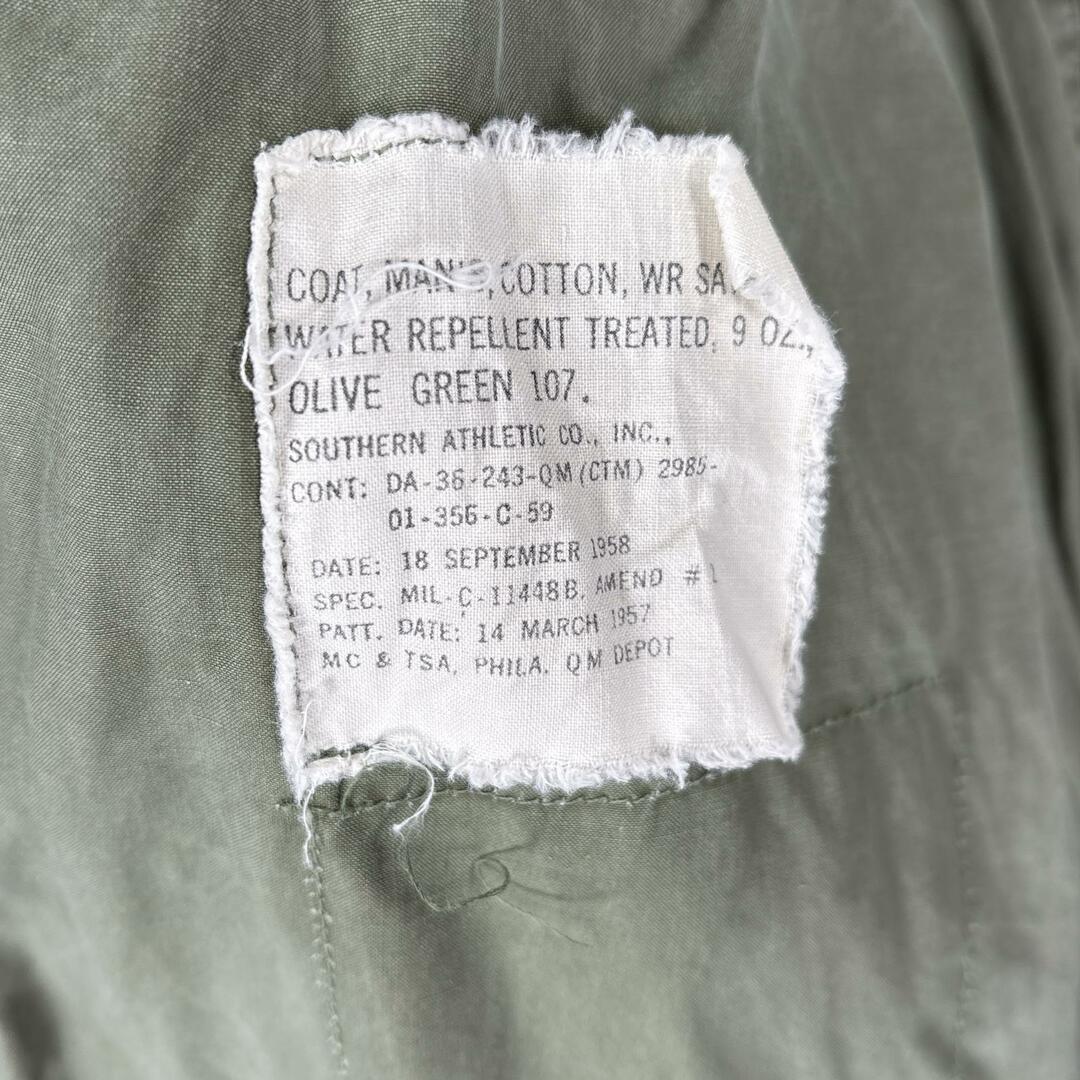 COAT, MAN'S, COTTON, WR SA
WATER REPELLENT TREATED, 9 OZ.,
OLIVE GREEN 107.
SOUTHERN ATHLETIC CO., INC.,
CONT: DA-36-243-QM (CTM) 2985-
01-356-C-59
DATE: 18 SEPTEMBER 1958
SPEC. MIL-C-11448B, AMEND #1
PATT. DATE: 14 MARCH 1957
MC & TSA, PHILA. QM DEPOT